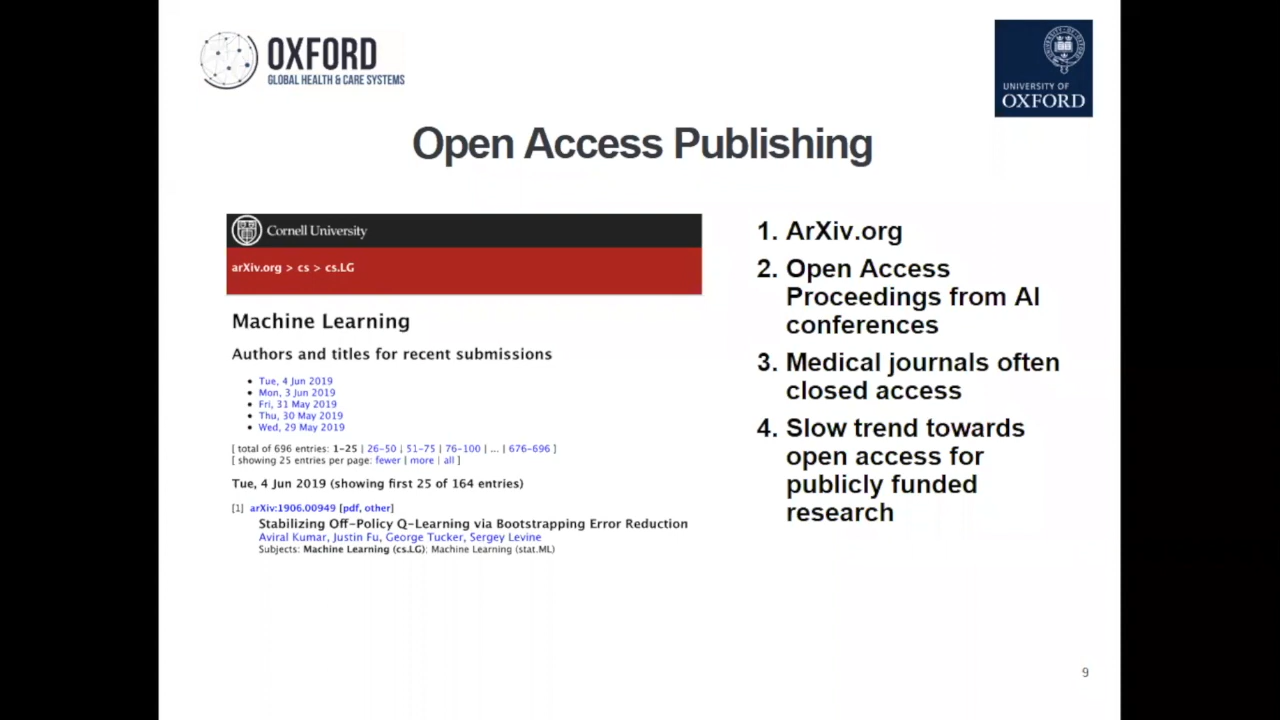 OXFORD
GLOBAL HEALTH & CARE SYSTEMS
UNIVERSITY OF
OXFORD
Open Access Publishing
Cornell University
arXiv.org > cs > cs.LG
Machine Learning
Authors and titles for recent submissions
• Tue, 4 Jun 2019
• Mon, 3 Jun 2019
• Fri, 31 May 2019
• Thu, 30 May 2019
• Wed, 29 May 2019
[ total of 696 entries: 1-25 | 26-50 | 51-75 | 76-100 | ... | 676-696 ]
[ showing 25 entries per page: fewer | more | all ]
Tue, 4 Jun 2019 (showing first 25 of 164 entries)
[1] arXiv:1906.00949 [pdf, other]
Stabilizing Off-Policy Q-Learning via Bootstrapping Error Reduction
Aviral Kumar, Justin Fu, George Tucker, Sergey Levine
Subjects: Machine Learning (cs.LG); Machine Learning (stat.ML)
1. ArXiv.org
2. Open Access
Proceedings from AI
conferences
3. Medical journals often
closed access
4. Slow trend towards
open access for
publicly funded
research
9